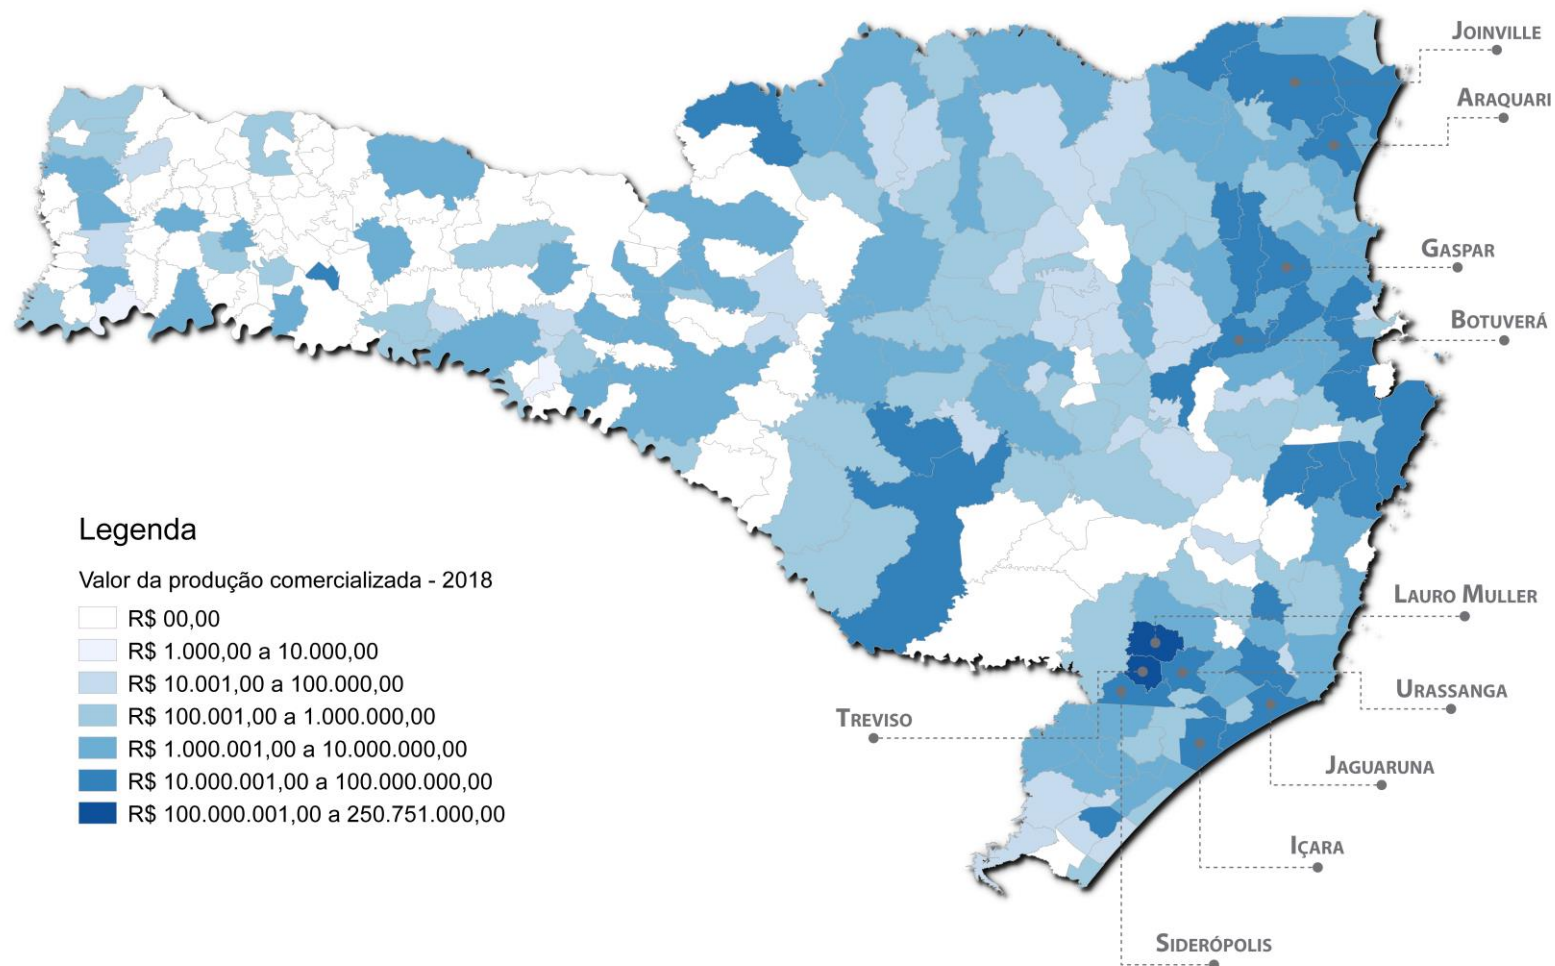 JOINVILLE
ARAQUARI
GASPAR
BOTUVERÁ
LAURO MULLER
URASSANGA
TREVISO
JAGUARUNA
IÇARA
SIDERÓPOLIS
Legenda
Valor da produção comercializada - 2018
R$ 00,00
R$ 1.000,00 a 10.000,00
R$ 10.001,00 a 100.000,00
R$ 100.001,00 a 1.000.000,00
R$ 1.000.001,00 a 10.000.000,00
R$ 10.000.001,00 a 100.000.000,00
R$ 100.000.001,00 a 250.751.000,00